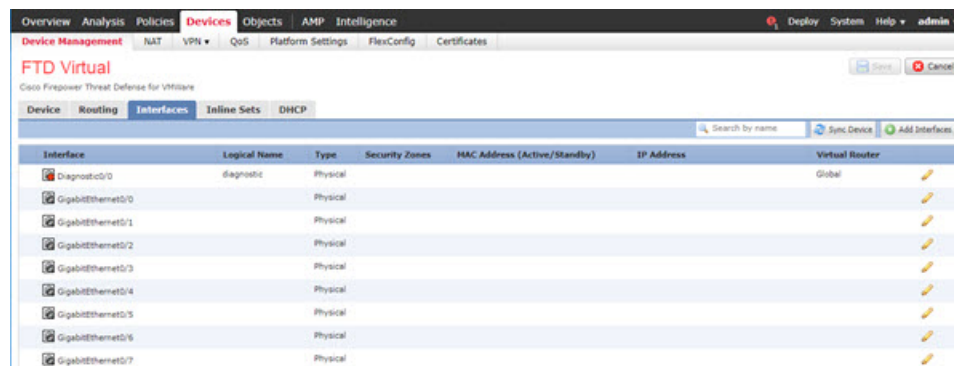 Overview Analysis Policies Devices Objects AMP Intelligence Deploy System Help ▾ admin
Device Management NAT VPN ▾ QoS Platform Settings FlexConfig Certificates
FTD Virtual Save Cancel
Cisco Firepower Threat Defense for VMWare
Device Routing Interfaces Inline Sets DHCP
Search by name Sync Device Add Interfaces
Interface Logical Name Type Security Zones MAC Address (Active/Standby) IP Address Virtual Router
Diagnostic0/0 diagnostic Physical Global
GigabitEthernet0/0 Physical
GigabitEthernet0/1 Physical
GigabitEthernet0/2 Physical
GigabitEthernet0/3 Physical
GigabitEthernet0/4 Physical
GigabitEthernet0/5 Physical
GigabitEthernet0/6 Physical
GigabitEthernet0/7 Physical